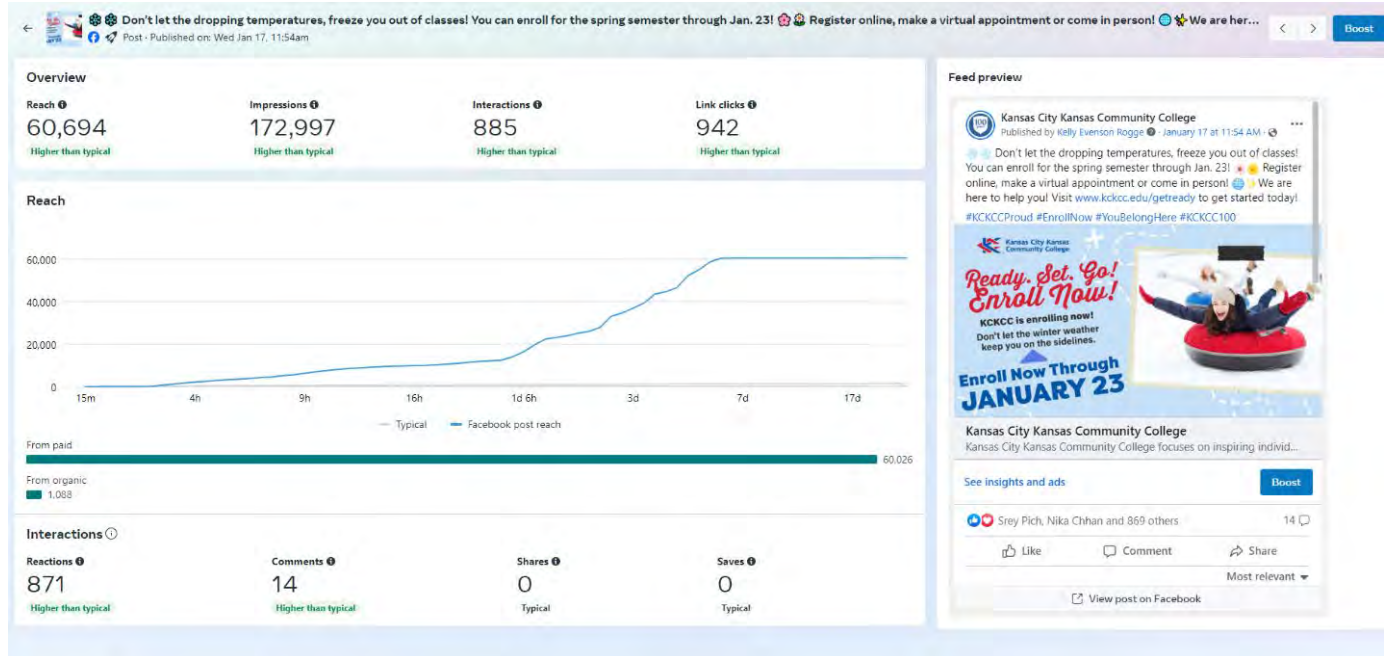 Don't let the dropping temperatures, freeze you out of classes! You can enroll for the spring semester through Jan. 23! Register online, make a virtual appointment or come in person! We are her...
Post · Published on: Wed Jan 17, 11:54am
Boost
Overview
Reach
Impressions
Interactions
Link clicks
60,694
172,997
885
942
Higher than typical
Higher than typical
Higher than typical
Higher than typical
Reach
60,000
40,000
20,000
0
15m
4h
9h
16h
1d 6h
3d
7d
17d
Typical
Facebook post reach
From paid
60,026
From organic
1,088
Interactions
Reactions
Comments
Shares
Saves
871
14
0
0
Higher than typical
Higher than typical
Typical
Typical
Feed preview
100
Kansas City Kansas Community College
Published by Kelly Evenson Rogge · January 17 at 11:54 AM ·
Don't let the dropping temperatures, freeze you out of classes!
You can enroll for the spring semester through Jan. 23! Register
online, make a virtual appointment or come in person! We are
here to help you! Visit www.kckcc.edu/getready to get started today!
#KCKCCProud #EnrollNow #YouBelongHere #KCKCC100
Kansas City Kansas
Community College
Ready. Set. Go!
Enroll Now!
KCKCC is enrolling now!
Don't let the winter weather
keep you on the sidelines.
Enroll Now Through
JANUARY 23
Kansas City Kansas Community College
Kansas City Kansas Community College focuses on inspiring individ...
See insights and ads
Boost
Srey Pich, Nika Chhan and 869 others
14
Like
Comment
Share
Most relevant
View post on Facebook